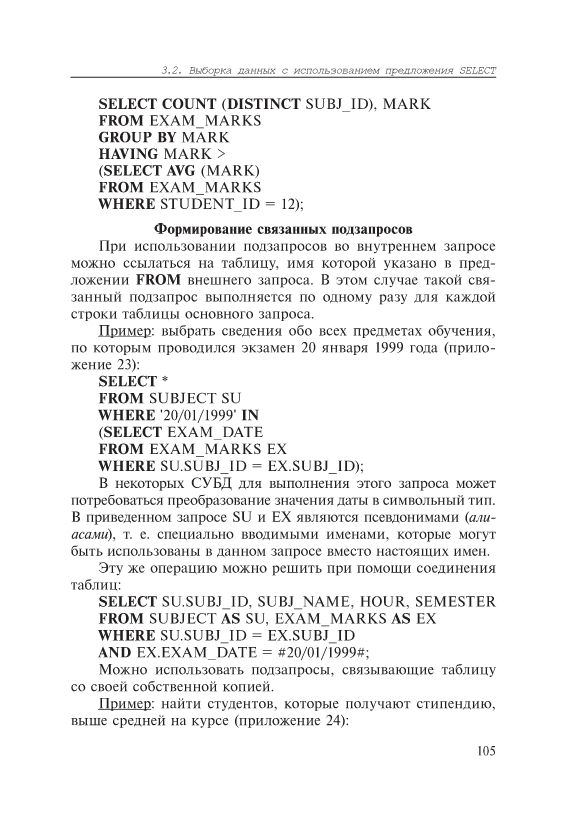 3.2. Выборка данных с использованием предложения SELECT
SELECT COUNT (DISTINCT SUBJ_ID), MARK
FROM EXAM_MARKS
GROUP BY MARK
HAVING MARK >
(SELECT AVG (MARK)
FROM EXAM_MARKS
WHERE STUDENT_ID = 12);
Формирование связанных подзапросов
При использовании подзапросов во внутреннем запросе
можно ссылаться на таблицу, имя которой указано в пред-
ложении FROM внешнего запроса. В этом случае такой свя-
занный подзапрос выполняется по одному разу для каждой
строки таблицы основного запроса.
Пример: выбрать сведения обо всех предметах обучения,
по которым проводился экзамен 20 января 1999 года (прило-
жение 23):
SELECT *
FROM SUBJECT SU
WHERE '20/01/1999' IN
(SELECT EXAM_DATE
FROM EXAM_MARKS EX
WHERE SU.SUBJ_ID = EX.SUBJ_ID);
В некоторых СУБД для выполнения этого запроса может
потребоваться преобразование значения даты в символьный тип.
В приведенном запросе SU и EX являются псевдонимами (али-
асами), т. е. специально вводимыми именами, которые могут
быть использованы в данном запросе вместо настоящих имен.
Эту же операцию можно решить при помощи соединения
таблиц:
SELECT SU.SUBJ_ID, SUBJ_NAME, HOUR, SEMESTER
FROM SUBJECT AS SU, EXAM_MARKS AS EX
WHERE SU.SUBJ_ID = EX.SUBJ_ID
AND EX.EXAM_DATE = #20/01/1999#;
Можно использовать подзапросы, связывающие таблицу
со своей собственной копией.
Пример: найти студентов, которые получают стипендию,
выше средней на курсе (приложение 24):
105